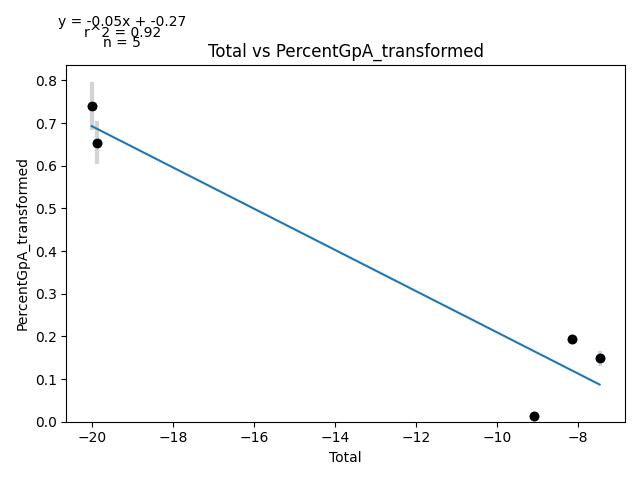 y = -0.05x + -0.27
r^2 = 0.92
n = 5
Total vs PercentGpA_transformed
PercentGpA_transformed
0.8
0.7
0.6
0.5
0.4
0.3
0.2
0.1
0.0
−20
−18
−16
−14
−12
−10
−8
Total